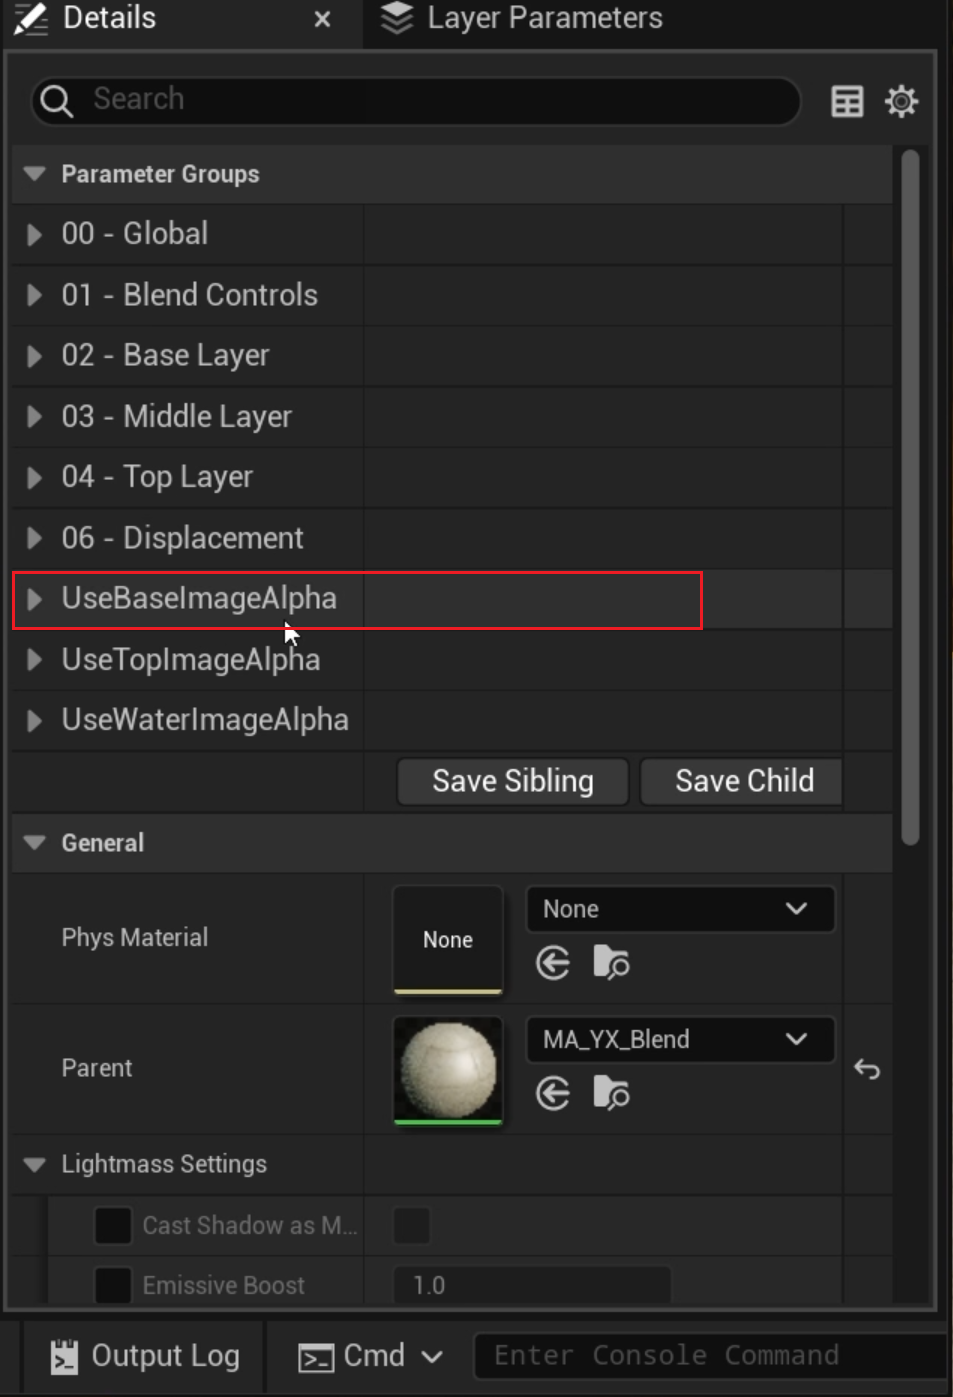 Details
Layer Parameters
Search
Parameter Groups
00 - Global
01 - Blend Controls
02 - Base Layer
03 - Middle Layer
04 - Top Layer
06 - Displacement
UseBaseImageAlpha
UseTopImageAlpha
UseWaterImageAlpha
Save Sibling
Save Child
General
Phys Material
None
None
Parent
MA_YX_Blend
Lightmass Settings
Cast Shadow as M...
Emissive Boost
1.0
Output Log
Cmd
Enter Console Command